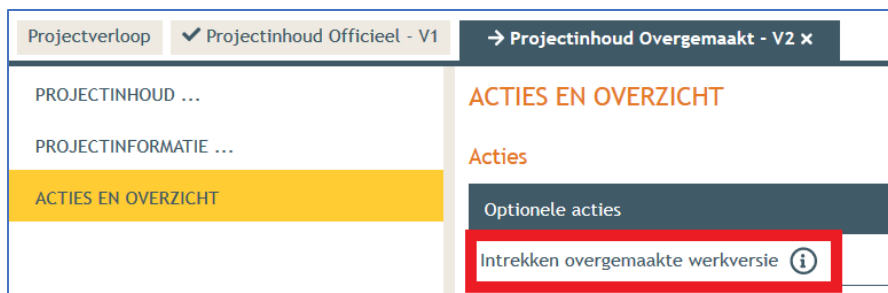 Projectverloop ✔ Projectinhoud Officieel - V1 → Projectinhoud Overgemaakt - V2 ×
PROJECTINHOUD ...
PROJECTINFORMATIE ...
ACTIES EN OVERZICHT
ACTIES EN OVERZICHT
Acties
Optionele acties
Intrekken overgemaakte werkversie i